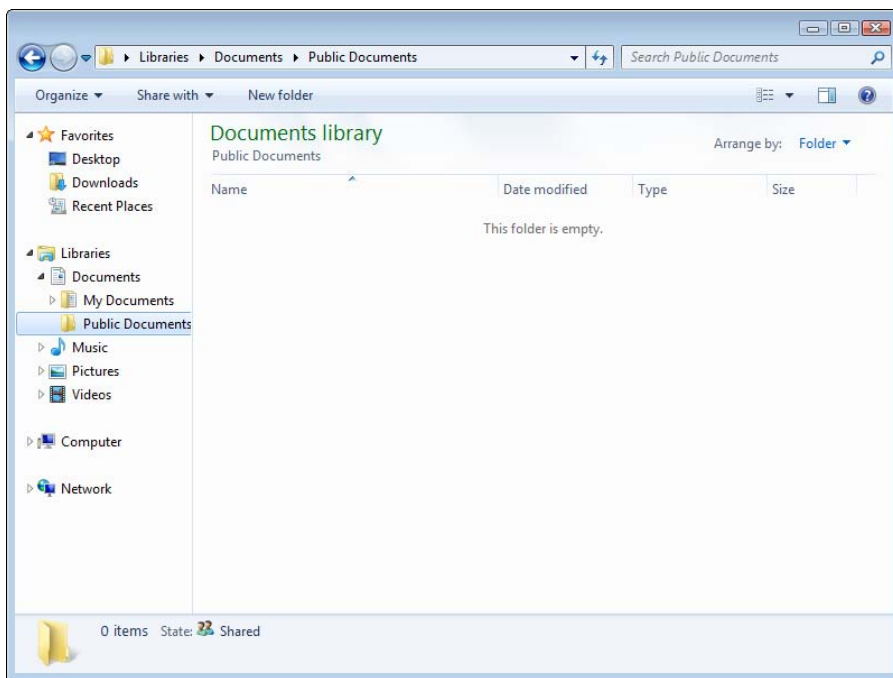 Libraries Documents Public Documents
Search Public Documents
Organize Share with New folder
Favorites
Desktop
Downloads
Recent Places
Libraries
Documents
My Documents
Public Documents
Music
Pictures
Videos
Computer
Network
Documents library
Public Documents
Arrange by: Folder
Name Date modified Type Size
This folder is empty.
0 items State: Shared